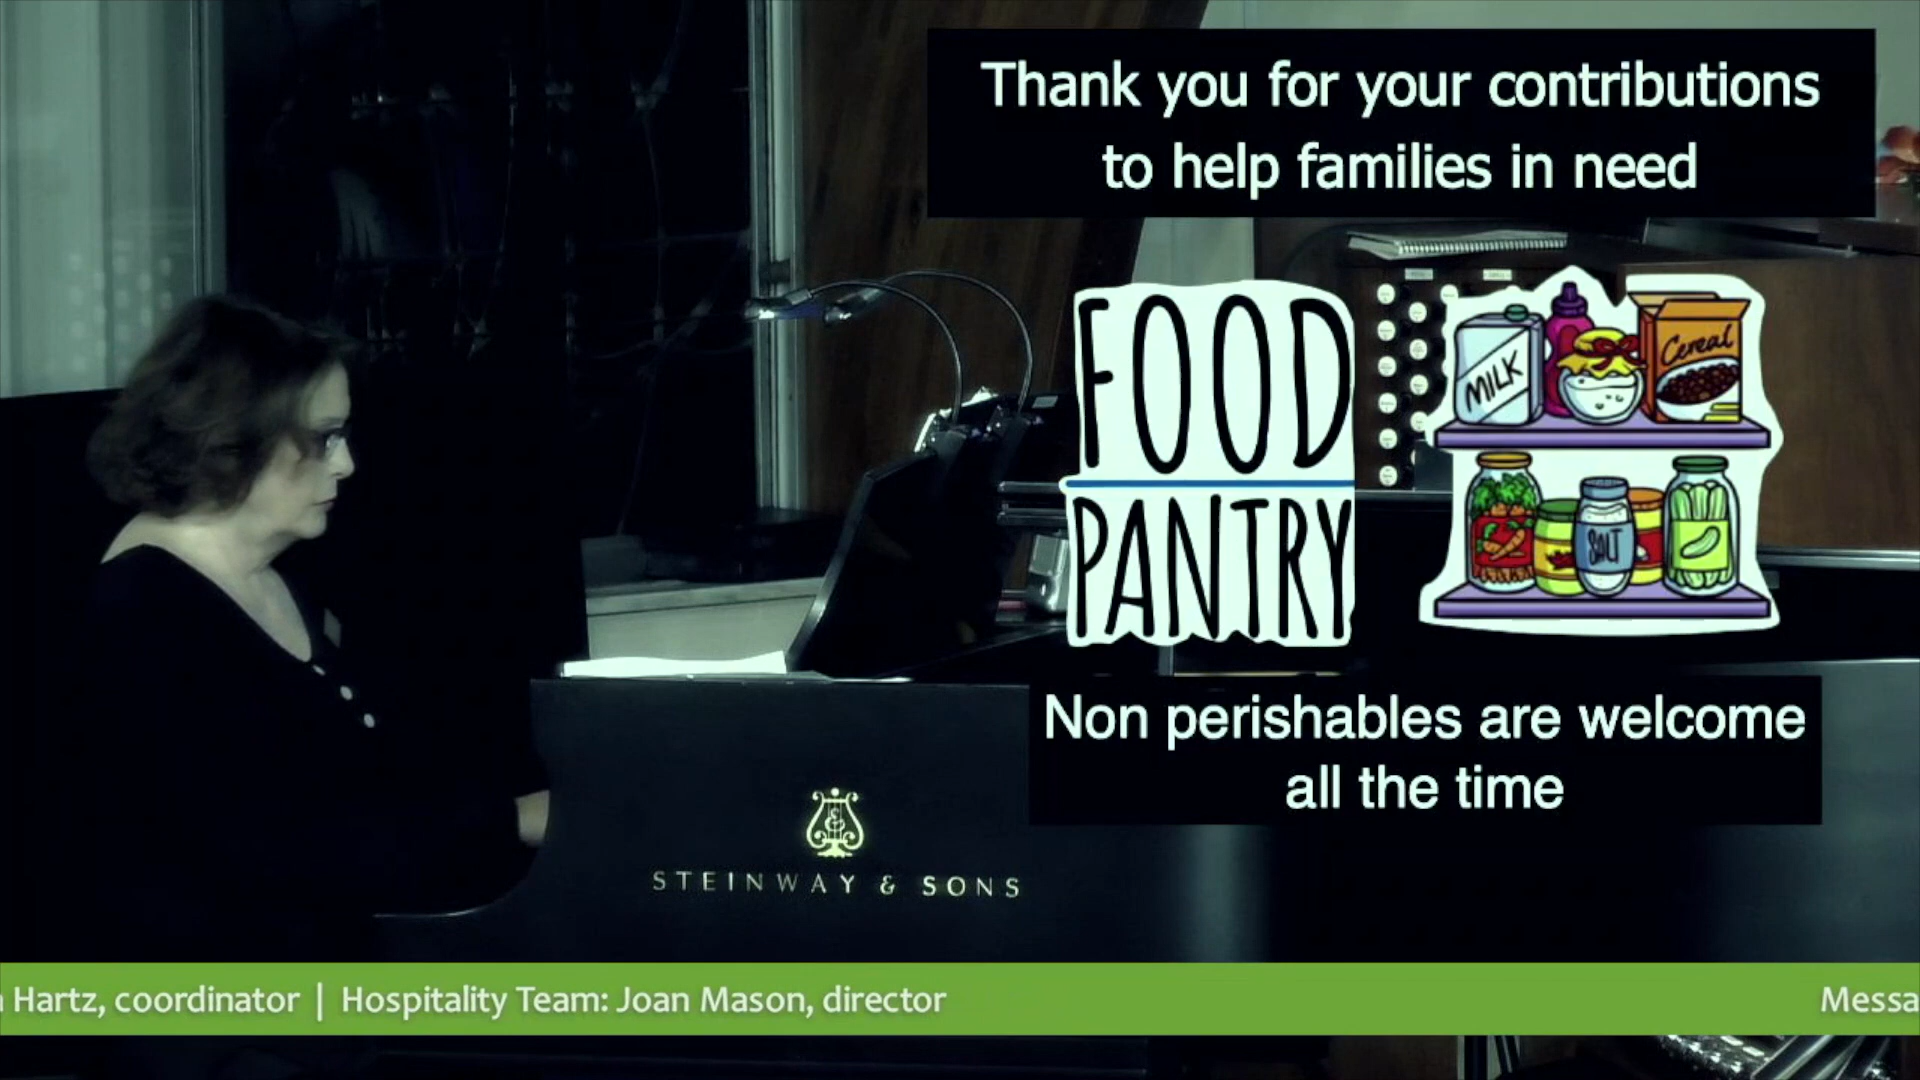 Thank you for your contributions
to help families in need
FOOD
PANTRY
MILK
Cereal
SALT
Non perishables are welcome
all the time
STEINWAY & SONS
Hartz, coordinator | Hospitality Team: Joan Mason, director
Messa